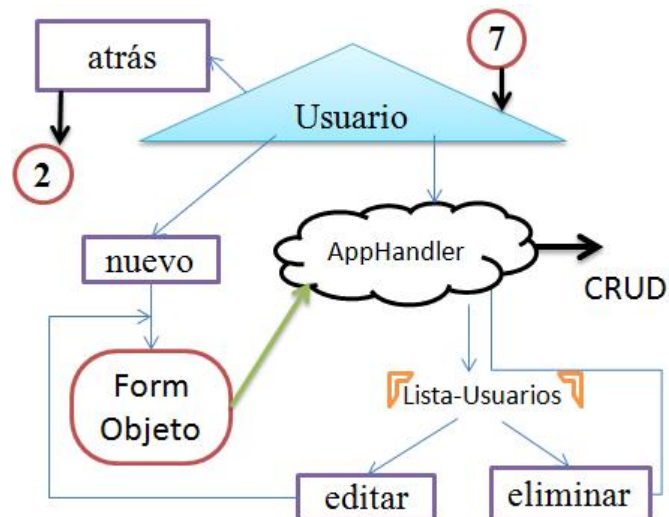 7
atrás
Usuario
2
AppHandler
nuevo
CRUD
Form
Objeto
Lista-Usuarios
editar
eliminar